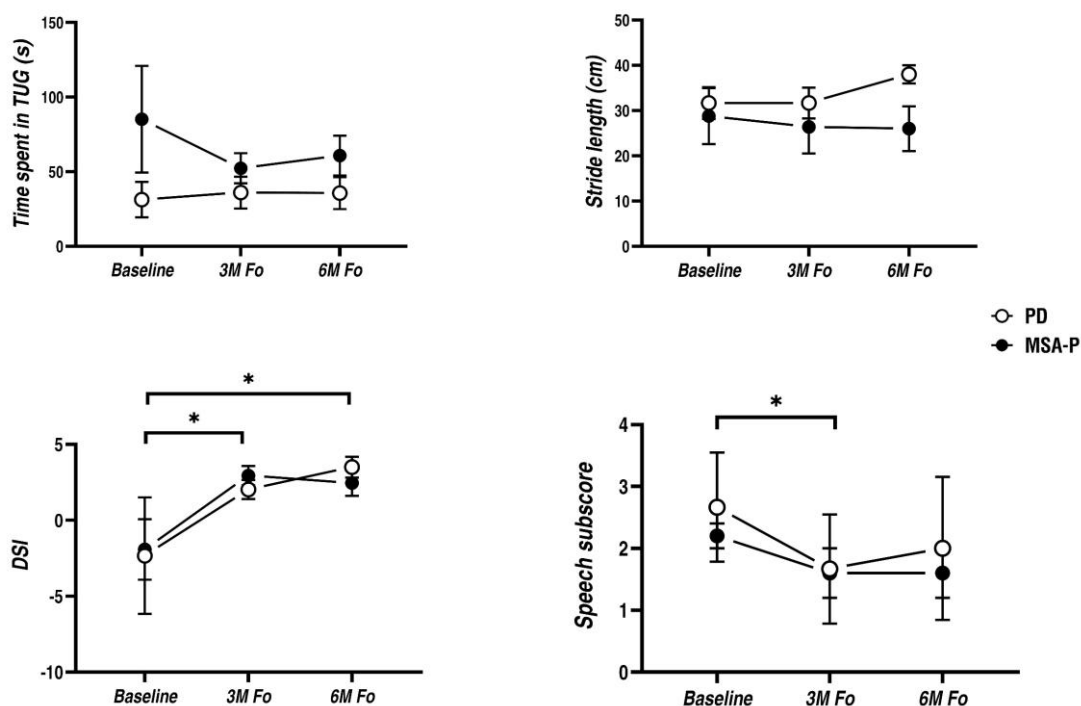 Time spent in TUG (s)
150
100
50
0
Baseline 3M Fo 6M Fo
Stride length (cm)
50
40
30
20
10
0
Baseline 3M Fo 6M Fo
PD
MSA-P
*
*
DSI
5
0
-5
-10
Baseline 3M Fo 6M Fo
*
Speech subscore
4
3
2
1
0
Baseline 3M Fo 6M Fo